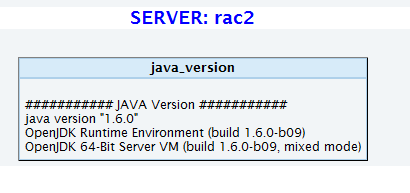 SERVER: rac2
java_version
########### JAVA Version ###########
java version "1.6.0"
OpenJDK Runtime Environment (build 1.6.0-b09)
OpenJDK 64-Bit Server VM (build 1.6.0-b09, mixed mode)